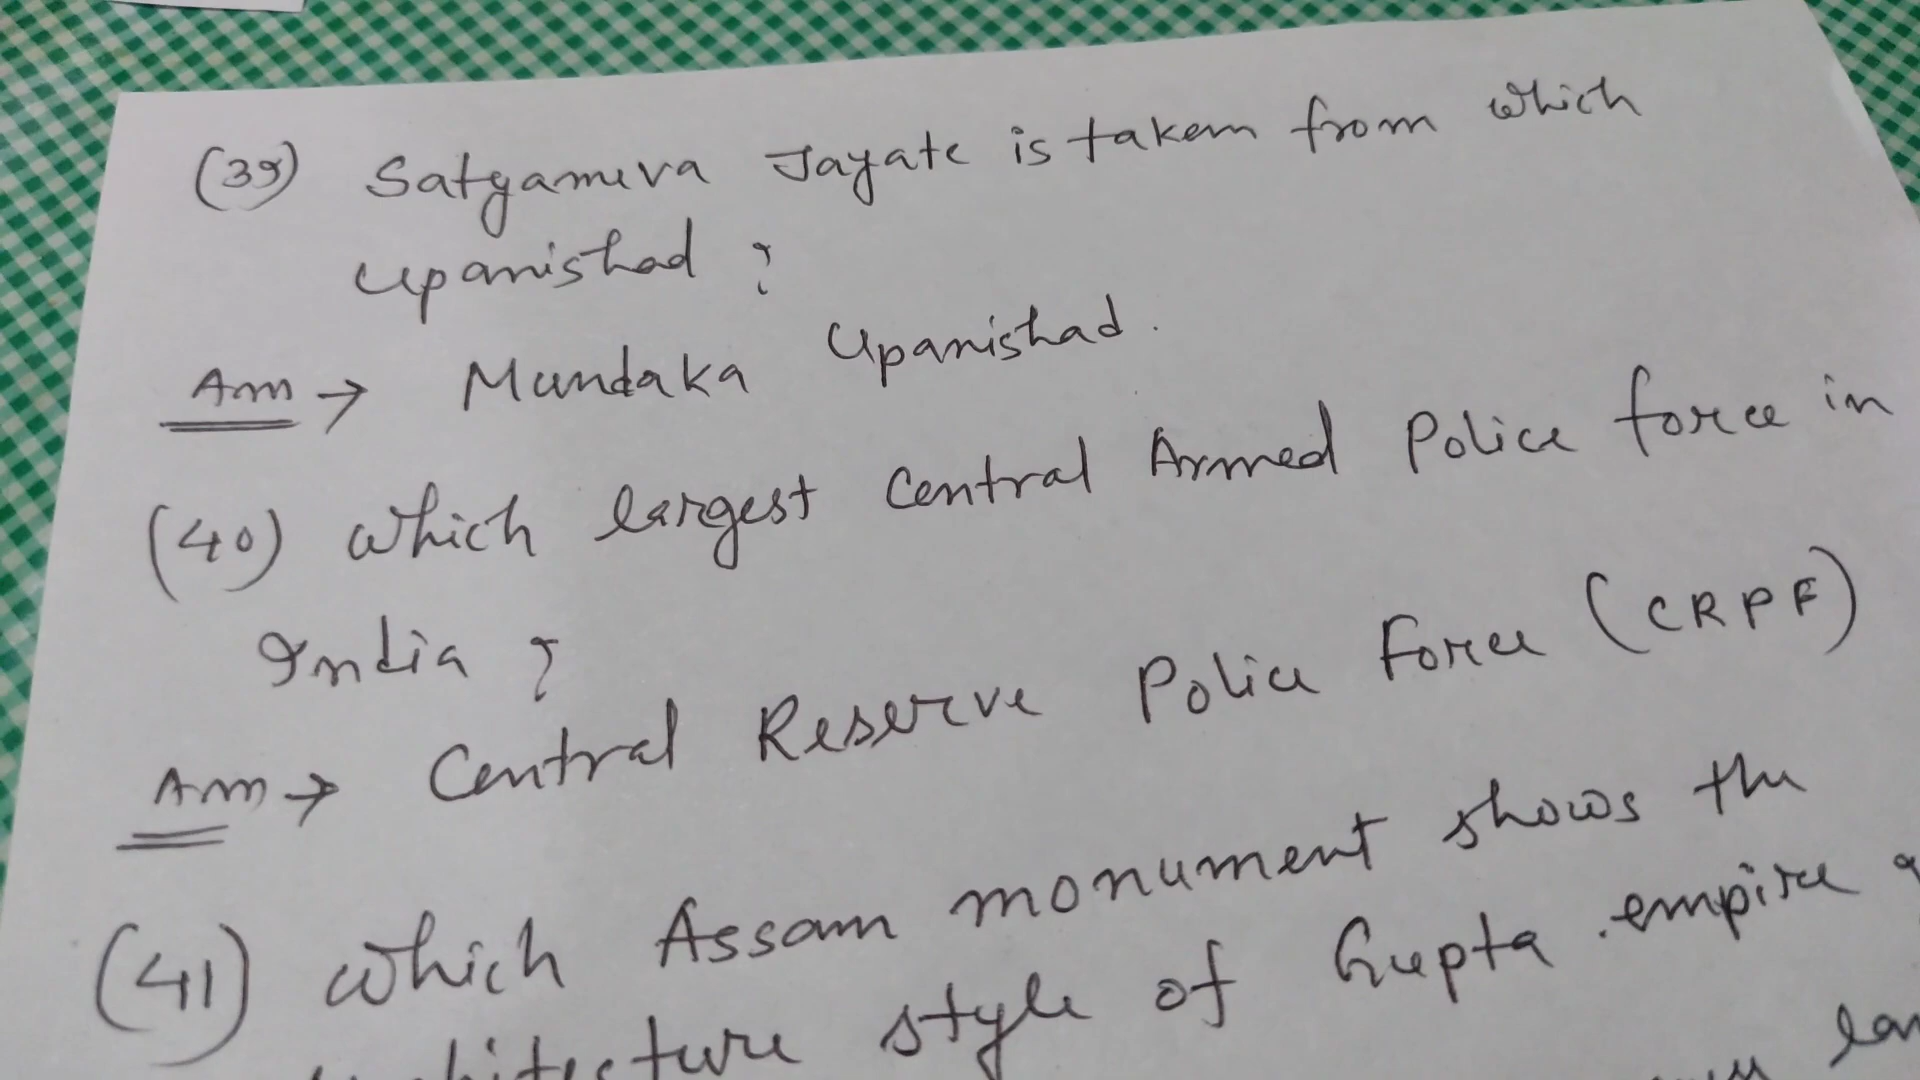 (39) Satyameva Jayate is taken from which
Upanishad ?
Ans → Mundaka Upanishad.
(40) which largest Central Armed Police force in
India ?
Ans → Central Reserve Police Force (CRPF)
(41) which Assam monument shows the
architecture style of Gupta empire